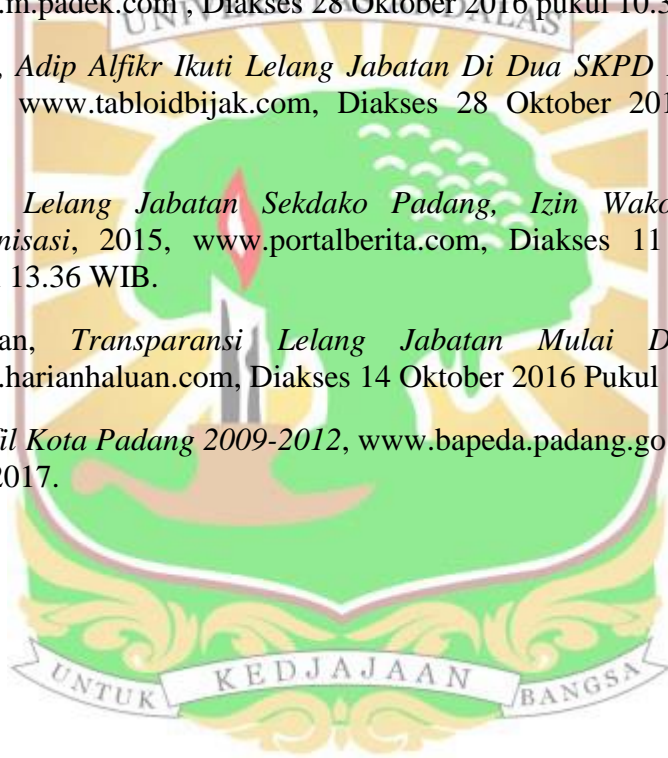 .m.padek.com , Diakses 28 Oktober 2016 pukul 10.3
UNIVERSITAS ANDALAS
, Adip Alfikr Ikuti Lelang Jabatan Di Dua SKPD
www.tabloidbijak.com, Diakses 28 Oktober 201
Lelang Jabatan Sekdako Padang, Izin Wako
nisasi, 2015, www.portalberita.com, Diakses 11
13.36 WIB.
an, Transparansi Lelang Jabatan Mulai D
.harianhaluan.com, Diakses 14 Oktober 2016 Pukul
fil Kota Padang 2009-2012, www.bapeda.padang.go
2017.
UNTUK KEDJAJAAN BANGSA